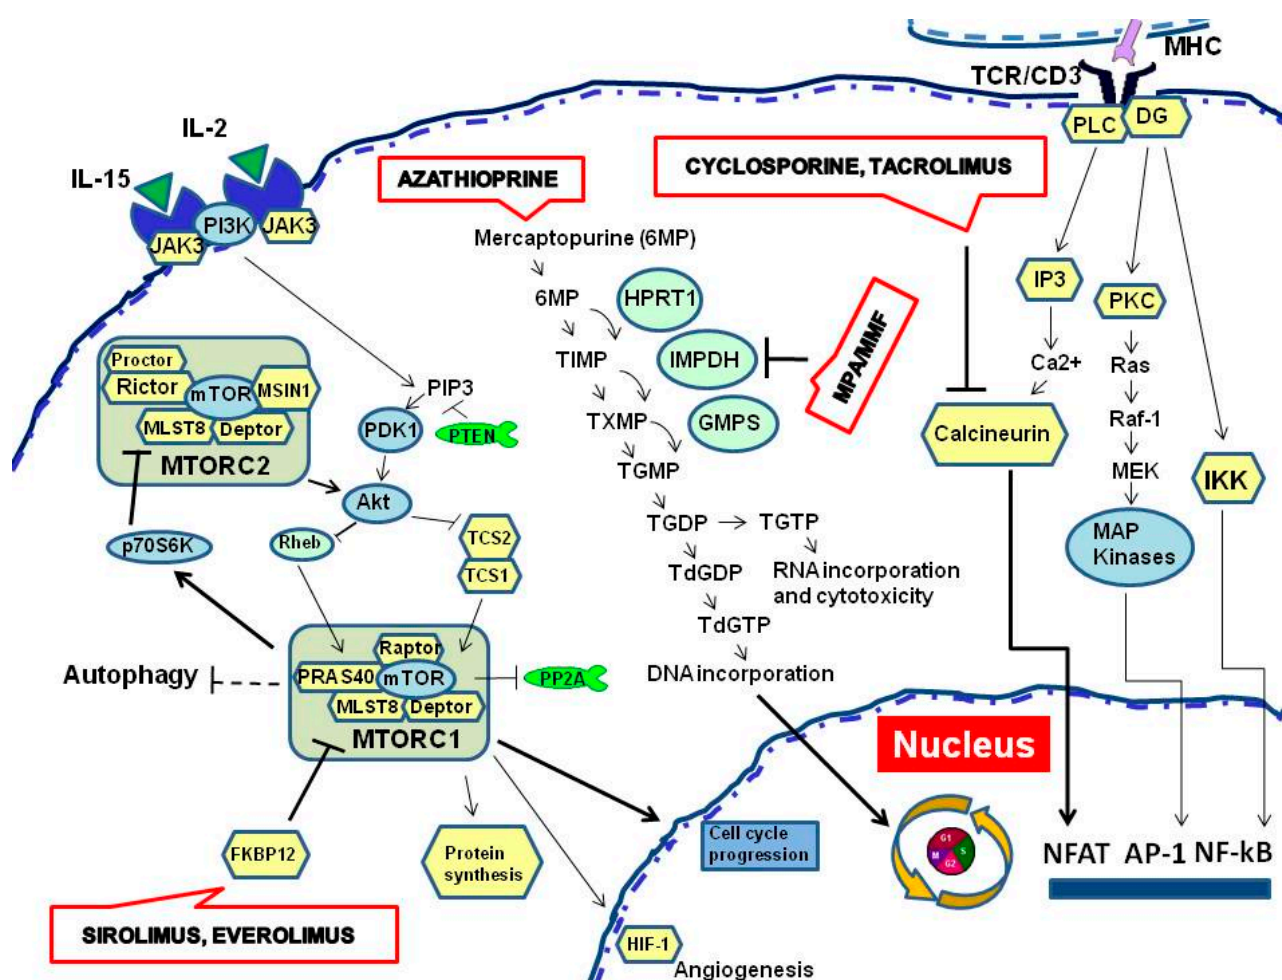 MHC
TCR/CD3
PLC
DG
IL-2
IL-15
PI3K
JAK3
JAK3
AZATHIOPRINE
CYCLOSPORINE, TACROLIMUS
Mercaptopurine (6MP)
6MP
HPRT1
TIMP
IMPDH
MPA/MMF
TXMP
GMPS
TGMP
TGDP
TGTP
TdGDP
RNA incorporation
and cytotoxicity
TdGTP
DNA incorporation
IP3
Ca2+
Calcineurin
PKC
Ras
Raf-1
MEK
MAP
Kinases
IKK
Proctor
Rictor
mTOR
MSIN1
MLST8
Deptor
MTORC2
PIP3
PDK1
PTEN
Akt
p70S6K
Rheb
TCS2
TCS1
Autophagy
Raptor
PRAS40
mTOR
MLST8
Deptor
MTORC1
PP2A
FKBP12
SIROLIMUS, EVEROLIMUS
Protein
synthesis
Cell cycle
progression
HIF-1
Angiogenesis
Nucleus
G1
M
S
G2
NFAT
AP-1
NF-kB